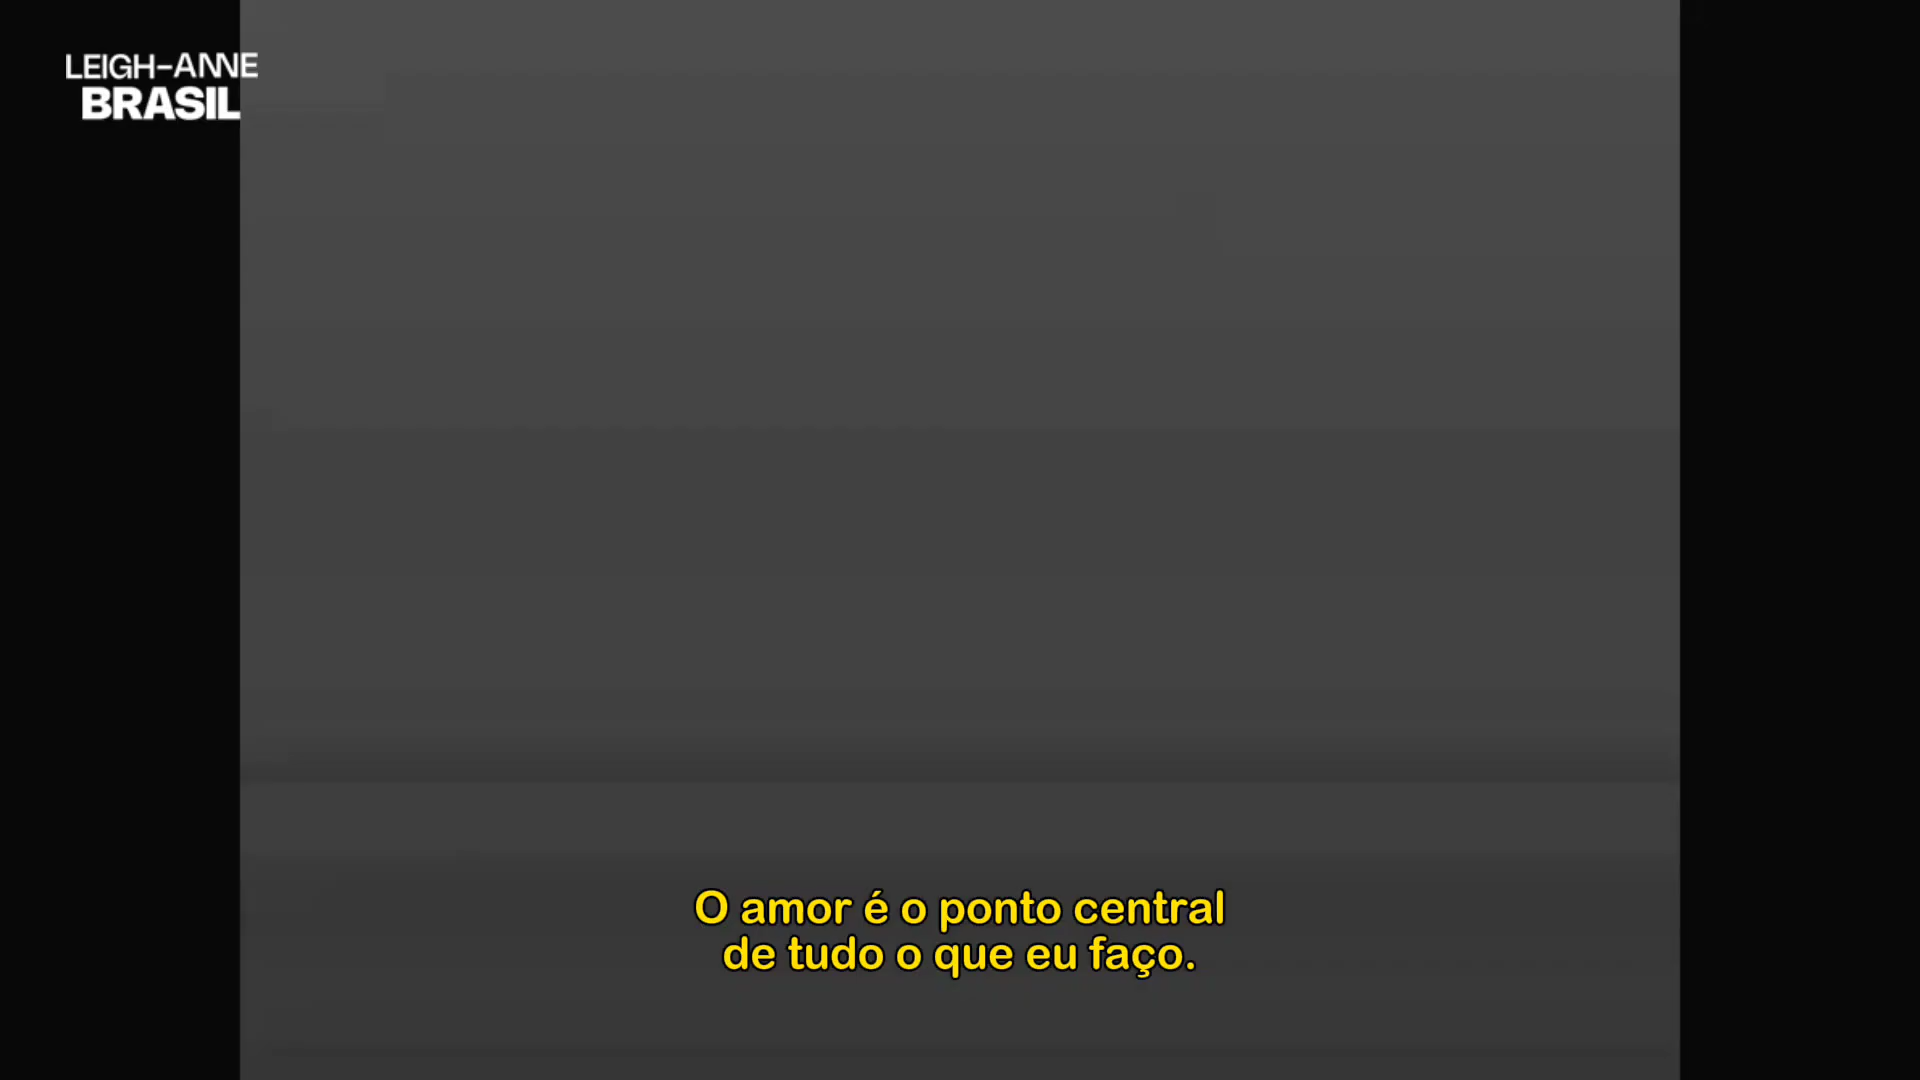 LEIGH-ANNE
BRASIL
O amor é o ponto central
de tudo o que eu faço.